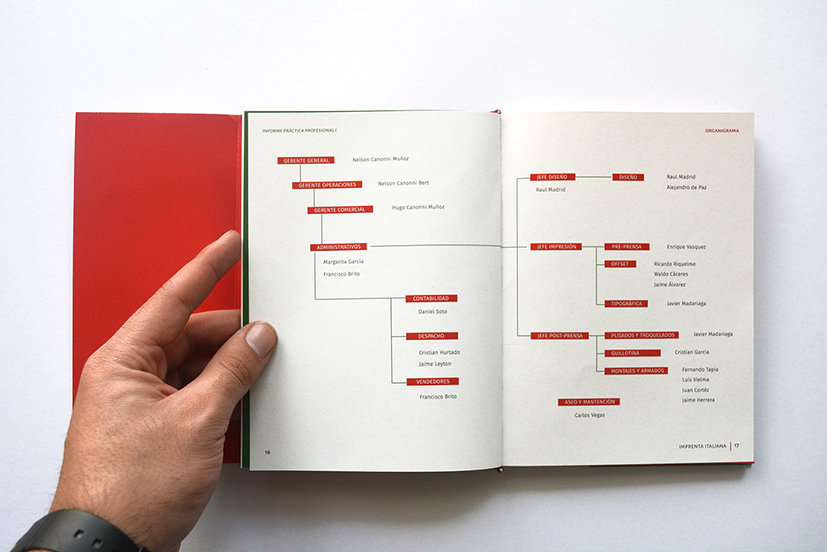 INFORME PRÁCTICA PROFESIONAL I
GERENTE GENERAL
Nelson Canonni Muñoz
GERENTE OPERACIONES
Nelson Canonni Bert
GERENTE COMERCIAL
Hugo Canonni Muñoz
ADMINISTRATIVOS
Margarita García
Francisco Brito
CONTABILIDAD
Daniel Soto
DESPACHO
Cristian Hurtado
Jaime Leyton
VENDEDORES
Francisco Brito
16
ORGANIGRAMA
JEFE DISEÑO
Raul Madrid
DISEÑO
Raul Madrid
Alejandro de Paz
JEFE IMPRESIÓN
PRE-PRENSA
Enrique Vasquez
OFFSET
Ricardo Riquelme
Waldo Cáceres
Jaime Álvarez
TIPOGRÁFICA
Javier Madariaga
JEFE POST-PRENSA
PLISADOS Y TROQUELADOS
Javier Madariaga
GUILLOTINA
Cristian García
MONTAJES Y ARMADOS
Fernando Tapia
Luis Vielma
Juan Cortéz
Jaime Herrera
ASEO Y MANTENCIÓN
Carlos Vegas
IMPRENTA ITALIANA
17